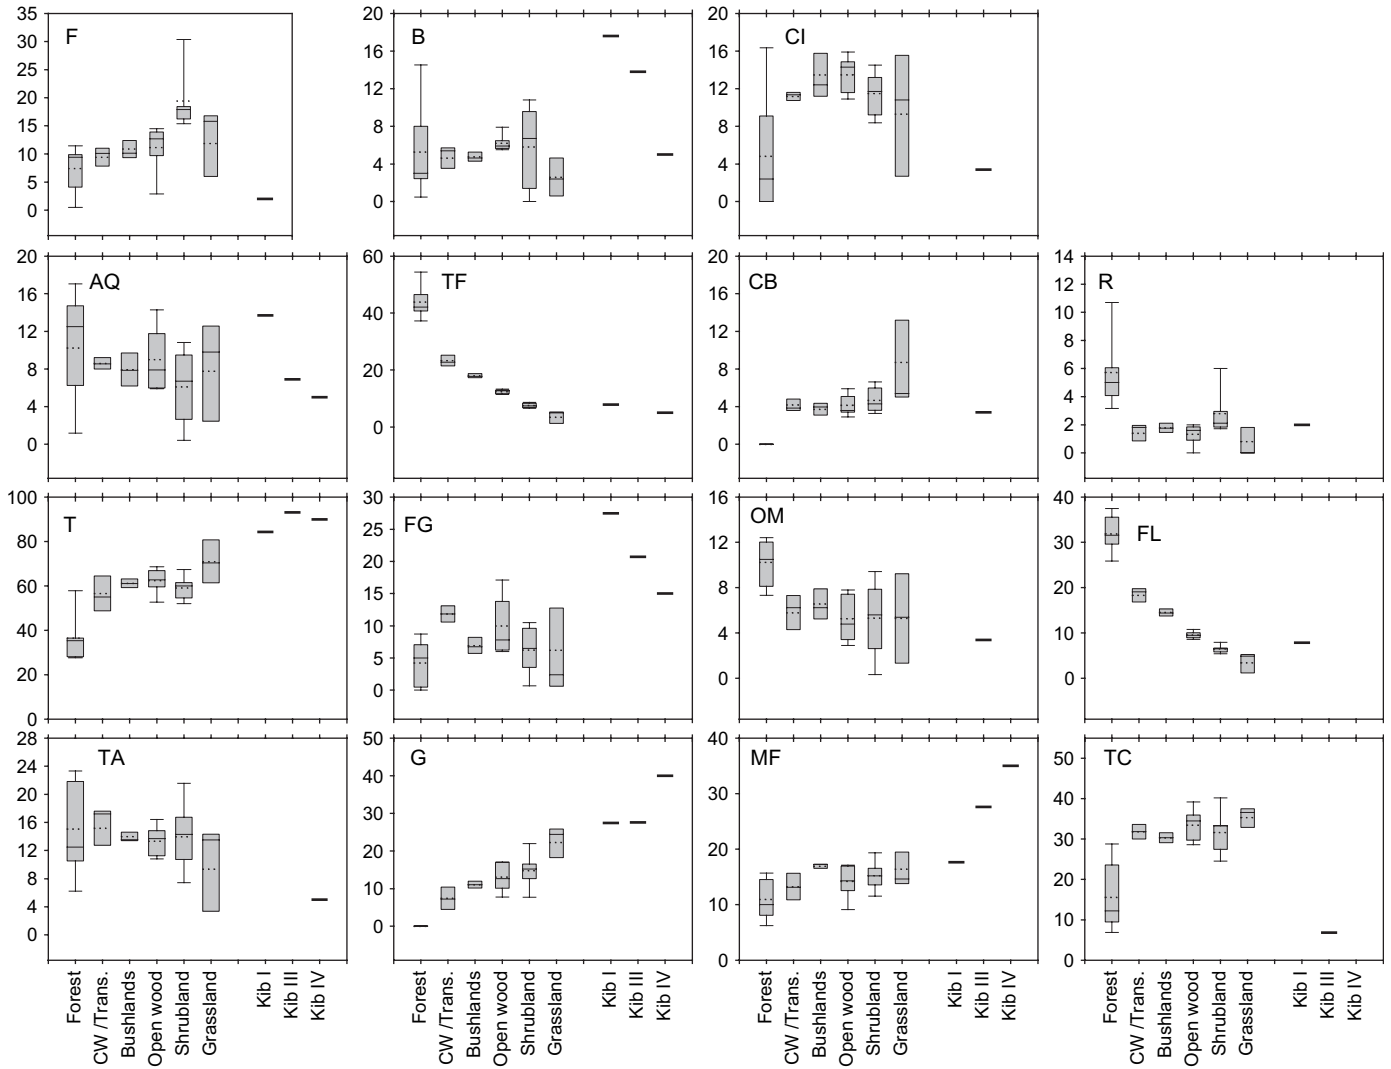 F
35
30
25
20
15
10
5
0
B
20
16
12
8
4
0
CI
20
16
12
8
4
0
AQ
20
16
12
8
4
0
TF
60
40
20
0
CB
20
16
12
8
4
0
R
14
12
10
8
6
4
2
0
T
100
80
60
40
20
0
FG
30
25
20
15
10
5
0
OM
16
12
8
4
0
FL
40
30
20
10
0
TA
28
24
20
16
12
8
4
0
Forest
CW /Trans.
Bushlands
Open wood
Shrubland
Grassland
Kib I
Kib III
Kib IV
G
50
40
30
20
10
0
Forest
CW /Trans.
Bushlands
Open wood
Shrubland
Grassland
Kib I
Kib III
Kib IV
MF
40
30
20
10
0
Forest
CW /Trans.
Bushlands
Open wood
Shrubland
Grassland
Kib I
Kib III
Kib IV
TC
50
40
30
20
10
0
Forest
CW /Trans.
Bushlands
Open wood
Shrubland
Grassland
Kib I
Kib III
Kib IV